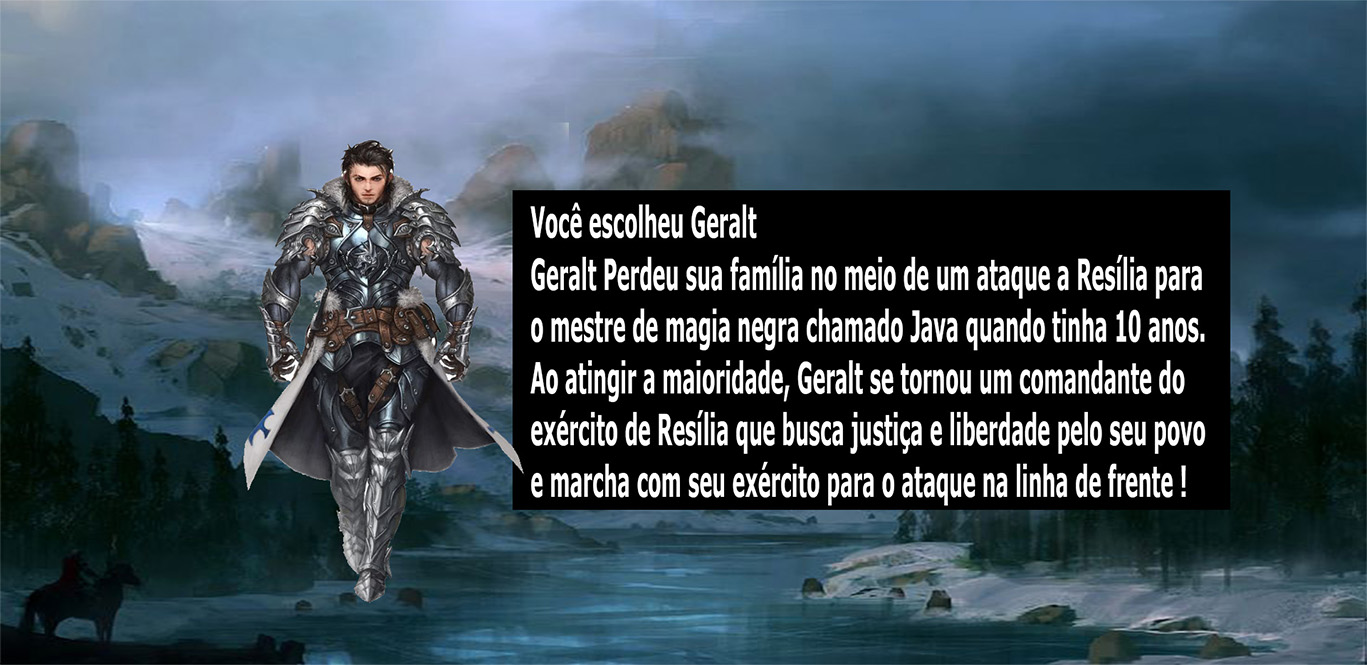 Você escolheu Geralt
Geralt Perdeu sua família no meio de um ataque a Resília para
o mestre de magia negra chamado Java quando tinha 10 anos.
Ao atingir a maioridade, Geralt se tornou um comandante do
exército de Resília que busca justiça e liberdade pelo seu povo
e marcha com seu exército para o ataque na linha de frente !